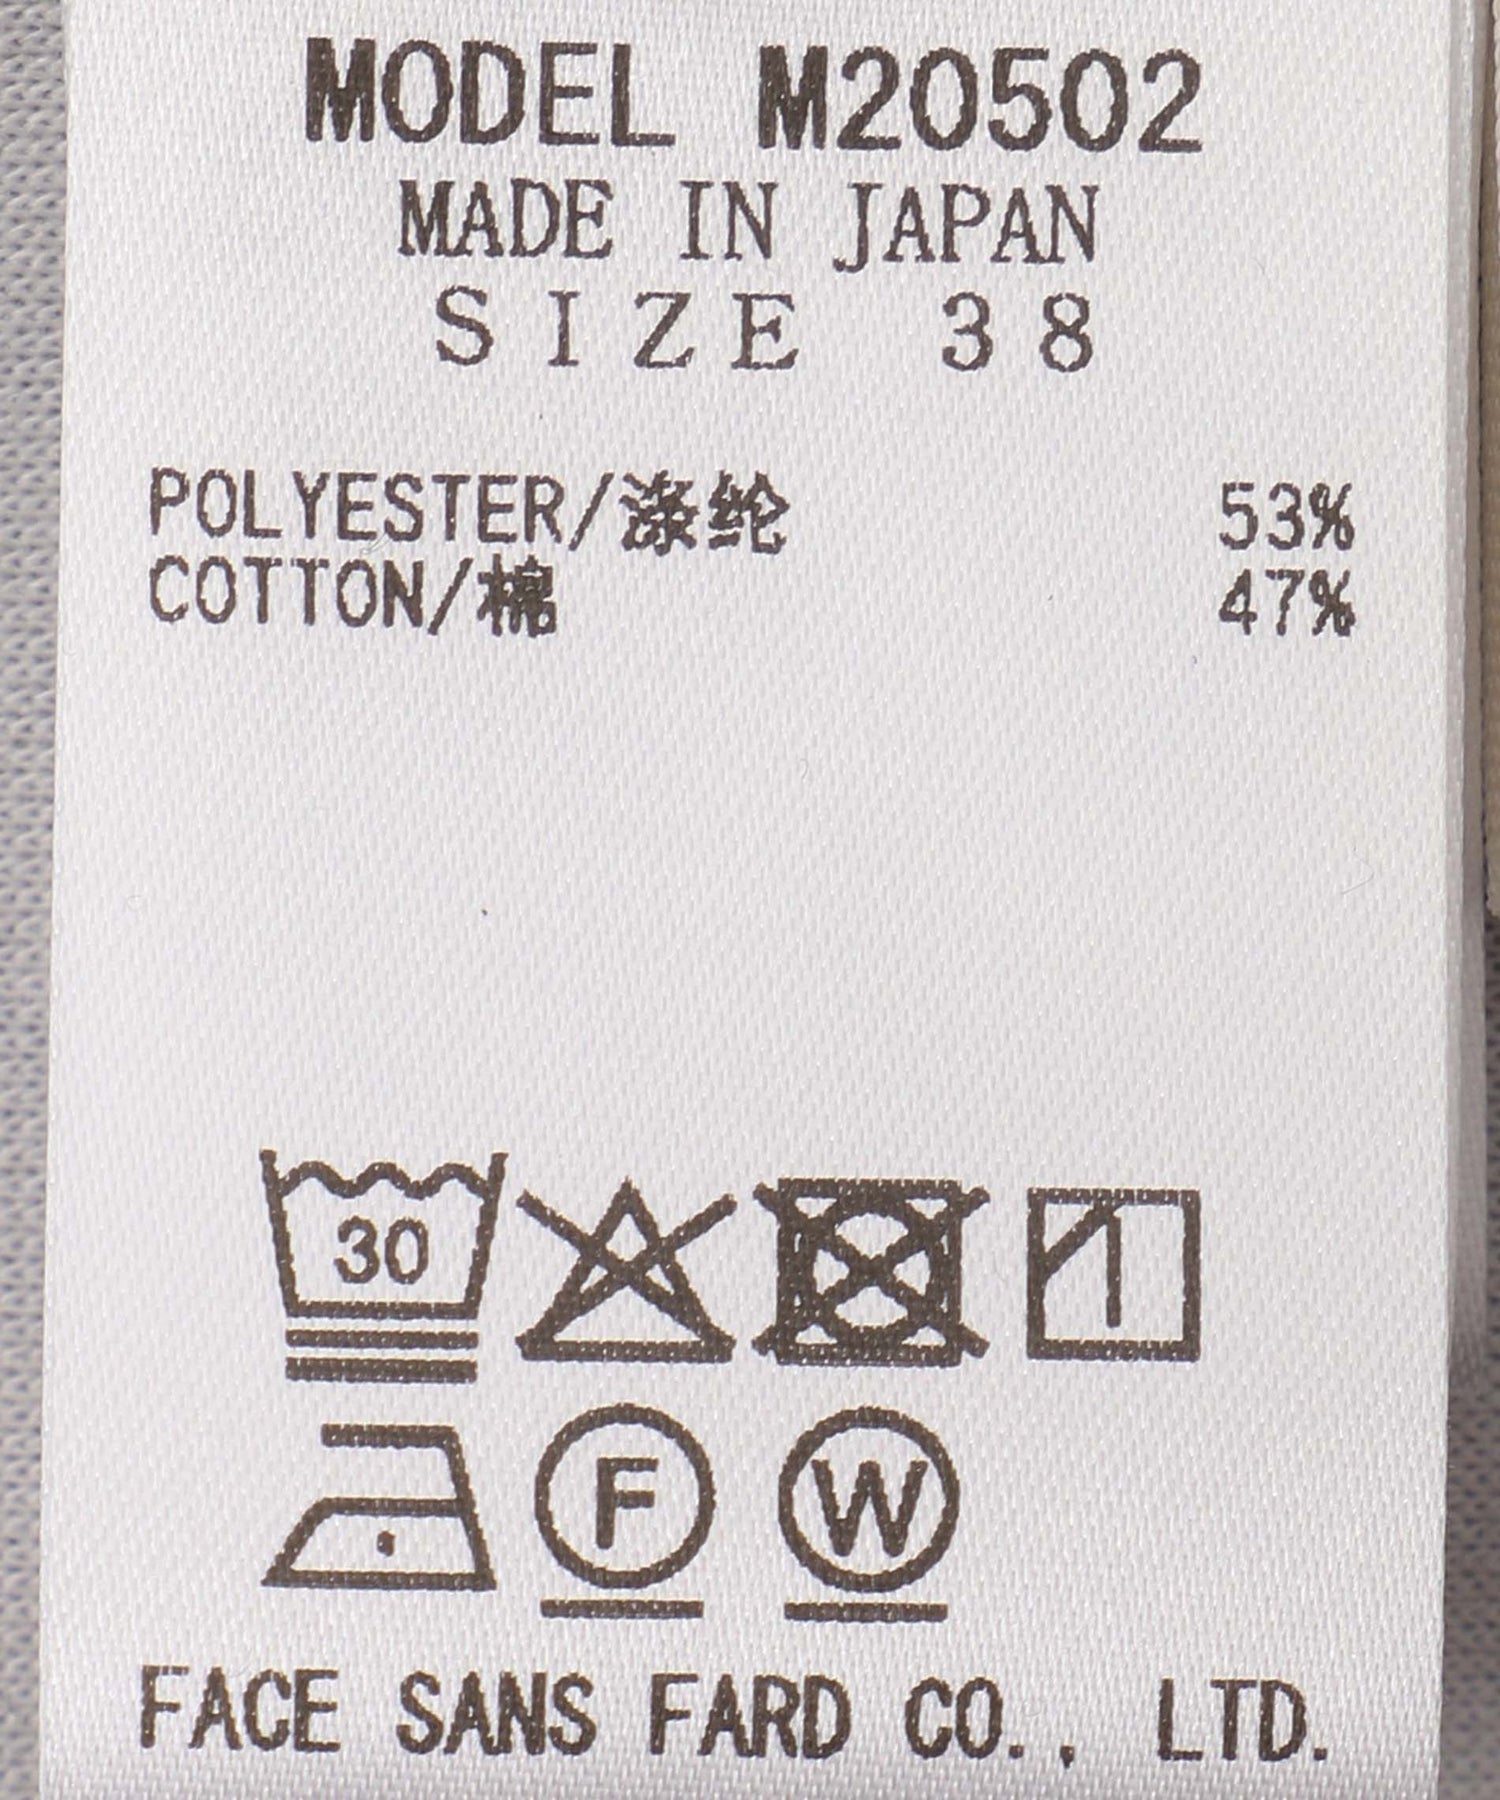 MODEL M20502
MADE IN JAPAN
SIZE 38
POLYESTER/涤纶 53%
COTTON/棉 47%
30
F W
FACE SANS FARD CO., LTD.